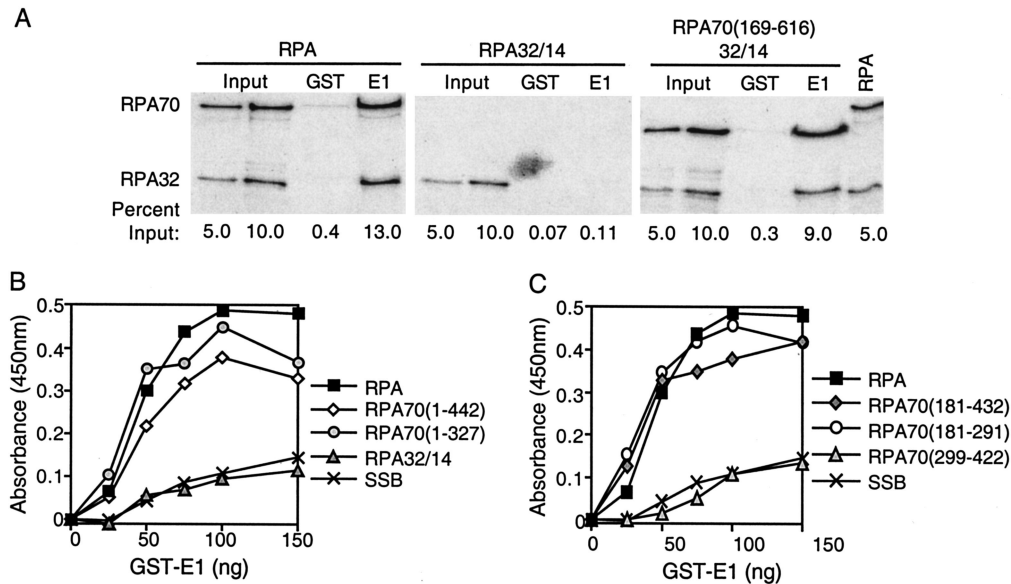 A
RPA
RPA32/14
RPA70(169-616)
32/14
RPA
Input GST E1
Input GST E1
Input GST E1
RPA70
RPA32
Percent
Input: 5.0 10.0 0.4 13.0 5.0 10.0 0.07 0.11 5.0 10.0 0.3 9.0 5.0
B
Absorbance (450nm)
0.5
0.4
0.3
0.2
0.1
0
0 50 100 150
GST-E1 (ng)
RPA
RPA70(1-442)
RPA70(1-327)
RPA32/14
SSB
C
Absorbance (450nm)
0.5
0.4
0.3
0.2
0.1
0
0 50 100 150
GST-E1 (ng)
RPA
RPA70(181-432)
RPA70(181-291)
RPA70(299-422)
SSB